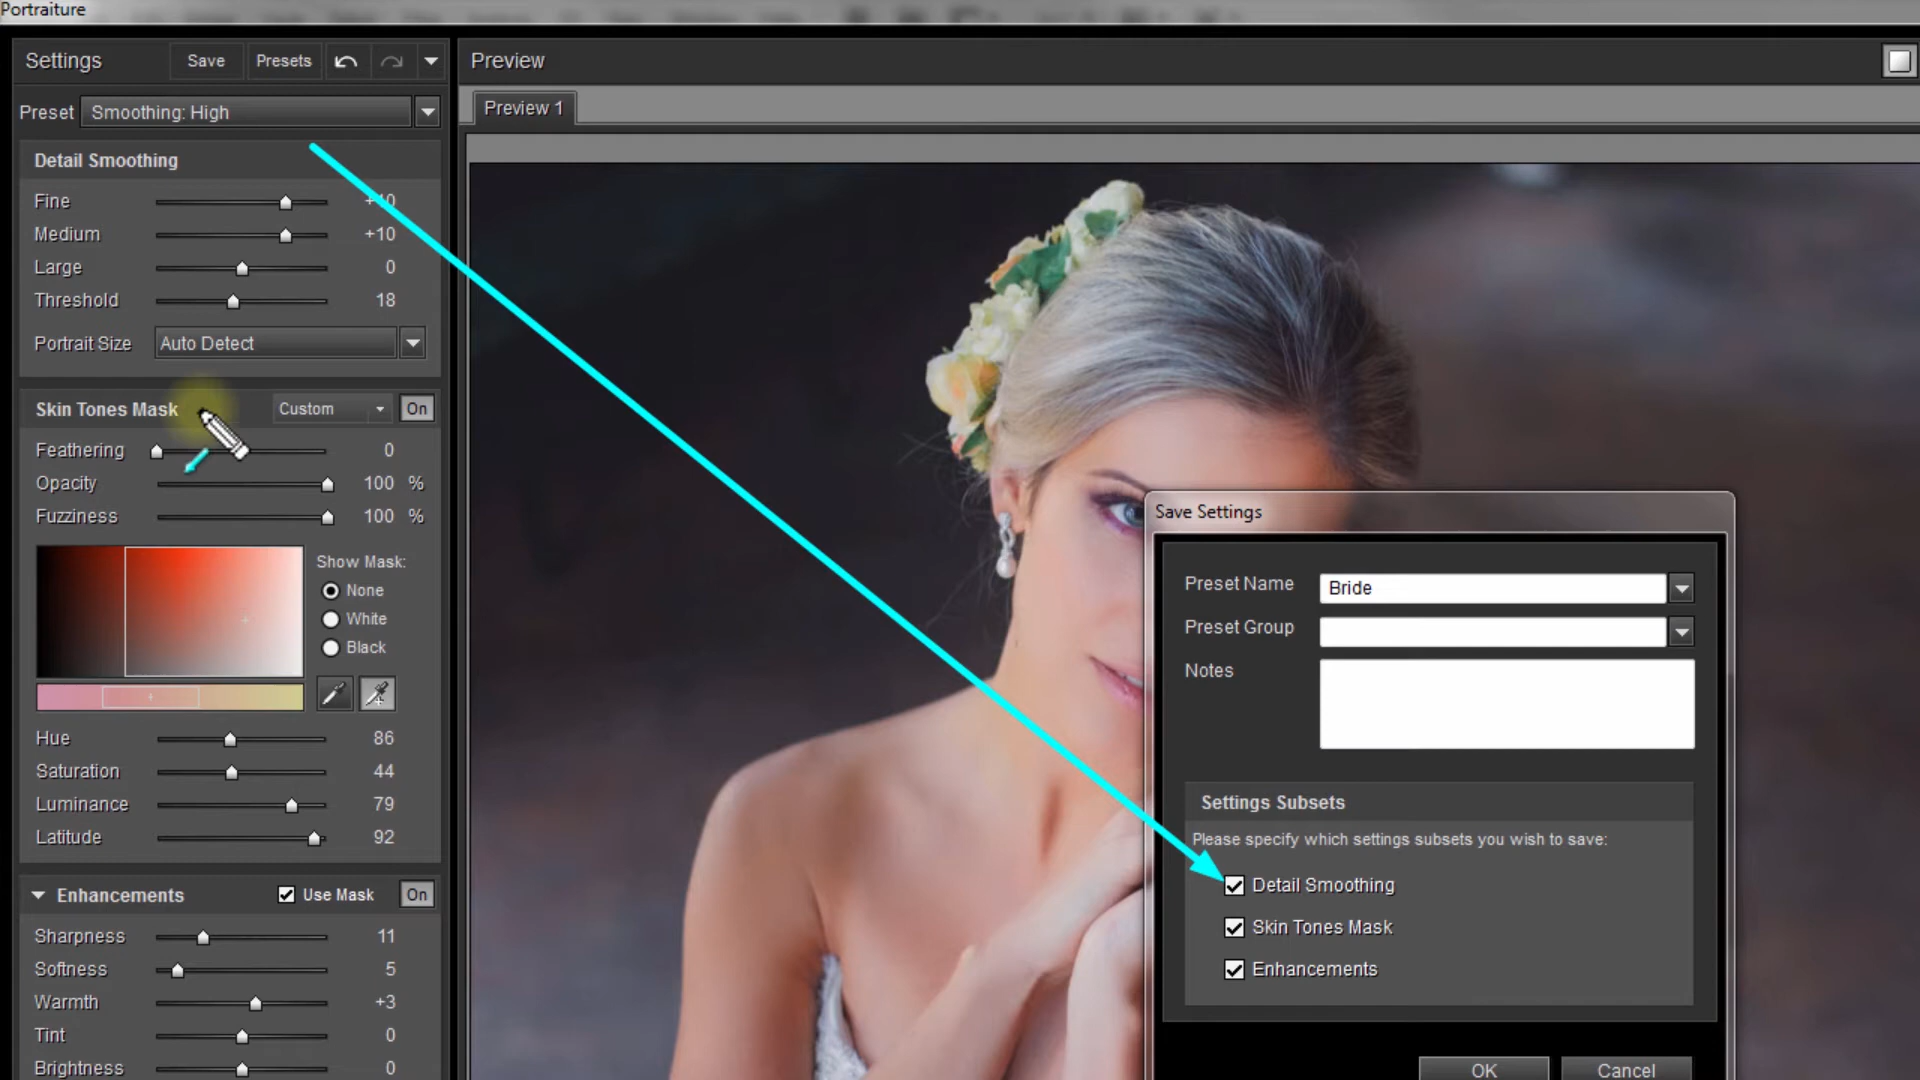 Portraiture
Settings Save Presets
Preset Smoothing: High
Detail Smoothing
Fine +10
Medium +10
Large 0
Threshold 18
Portrait Size Auto Detect
Skin Tones Mask Custom On
Feathering 0
Opacity 100 %
Fuzziness 100 %
Show Mask:
None
White
Black
Hue 86
Saturation 44
Luminance 79
Latitude 92
Enhancements Use Mask On
Sharpness 11
Softness 5
Warmth +3
Tint 0
Brightness 0
Preview
Preview 1
Save Settings
Preset Name Bride
Preset Group
Notes
Settings Subsets
Please specify which settings subsets you wish to save:
Detail Smoothing
Skin Tones Mask
Enhancements
OK Cancel